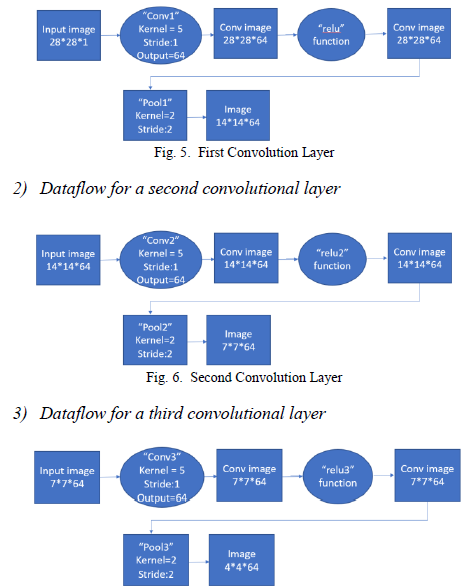 Input image
28*28*1
"Conv1"
Kernel = 5
Stride:1
Output=64
Conv image
28*28*64
"relu"
function
Conv image
28*28*64
"Pool1"
Kernel=2
Stride:2
Image
14*14*64
Fig. 5. First Convolution Layer
2) Dataflow for a second convolutional layer
Input image
14*14*64
"Conv2"
Kernel = 5
Stride:1
Output=64
Conv image
14*14*64
"relu2"
function
Conv image
14*14*64
"Pool2"
Kernel=2
Stride:2
Image
7*7*64
Fig. 6. Second Convolution Layer
3) Dataflow for a third convolutional layer
Input image
7*7*64
"Conv3"
Kernel = 5
Stride:1
Output=64
Conv image
7*7*64
"relu3"
function
Conv image
7*7*64
"Pool3"
Kernel=2
Stride:2
Image
4*4*64